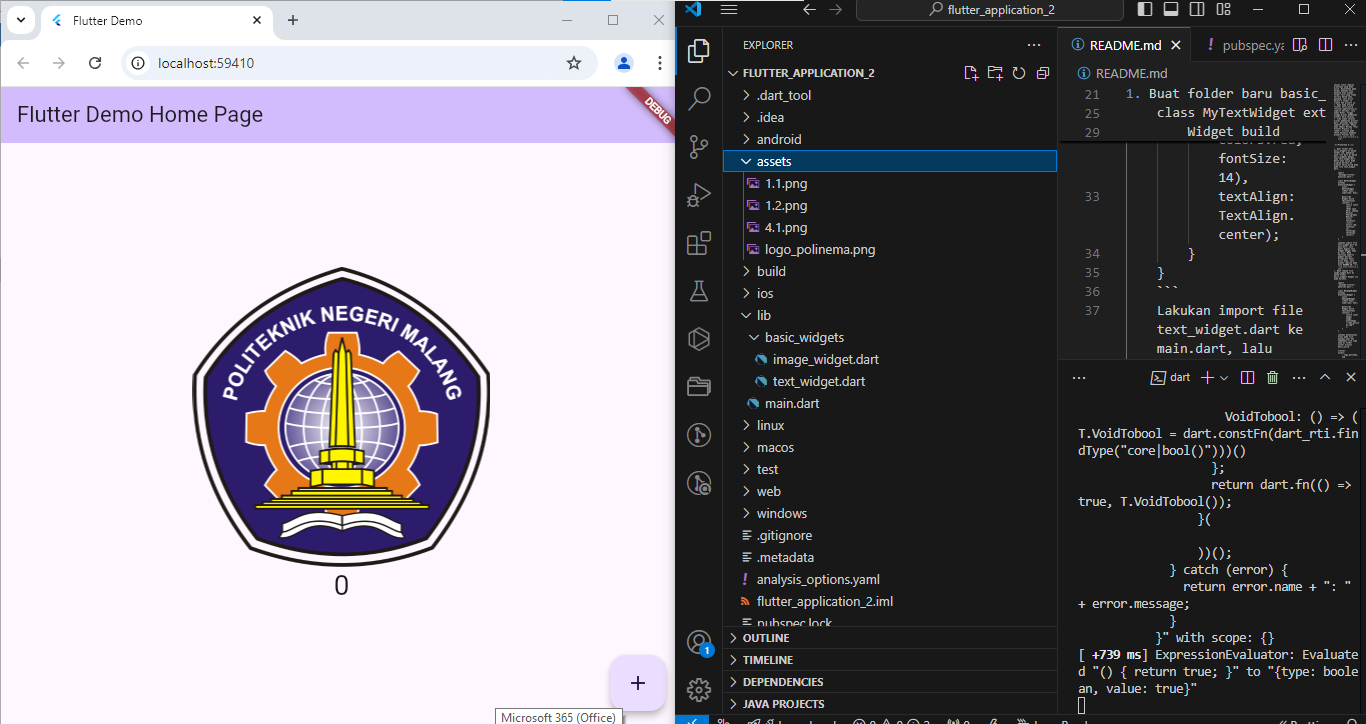 Flutter Demo
localhost:59410
Flutter Demo Home Page
DEBUG
POLITEKNIK NEGERI MALANG
0
+
Microsoft 365 (Office)
flutter_application_2
EXPLORER
FLUTTER_APPLICATION_2
.dart_tool
.idea
android
assets
1.1.png
1.2.png
4.1.png
logo_polinema.png
build
ios
lib
basic_widgets
image_widget.dart
text_widget.dart
main.dart
linux
macos
test
web
windows
.gitignore
.metadata
analysis_options.yaml
flutter_application_2.iml
pubspec.lock
OUTLINE
TIMELINE
DEPENDENCIES
JAVA PROJECTS
1
README.md
pubspec.ya
README.md
21 1. Buat folder baru basic_
25 class MyTextWidget ext
29 Widget build
fontSize:
14),
33 textAlign:
TextAlign.
center);
34 }
35 }
36 ```
37 Lakukan import file
text_widget.dart ke
main.dart, lalu
dart
VoidTobool: () => (
T.VoidTobool = dart.constFn(dart_rti.fin
dType("core|bool()")))()
};
return dart.fn(() =>
true, T.VoidTobool());
}(
))();
} catch (error) {
return error.name + ": "
+ error.message;
}
}" with scope: {}
[ +739 ms] ExpressionEvaluator: Evaluate
d "() { return true; }" to "{type: boole
an, value: true}"